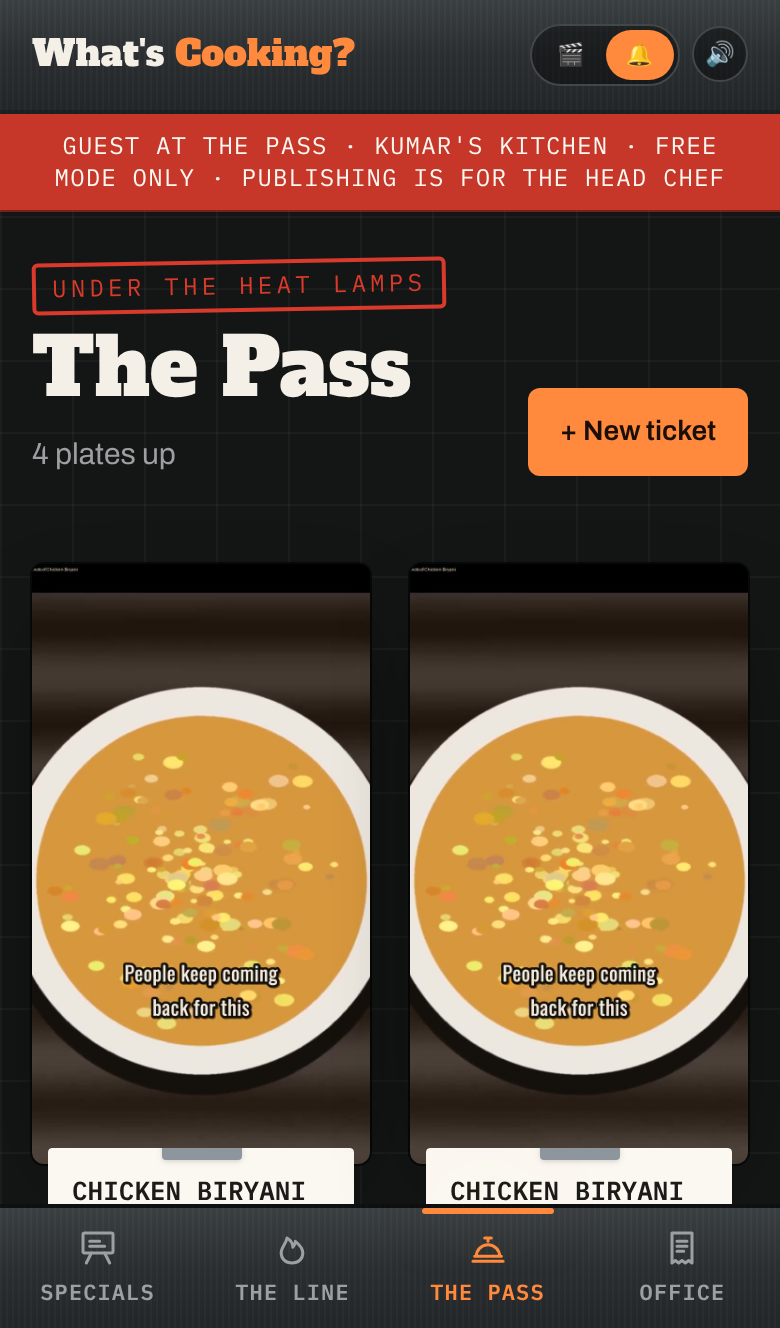 What's Cooking?
GUEST AT THE PASS · KUMAR'S KITCHEN · FREE
MODE ONLY · PUBLISHING IS FOR THE HEAD CHEF
UNDER THE HEAT LAMPS
The Pass
4 plates up
+ New ticket
People keep coming
back for this
People keep coming
back for this
CHICKEN BIRYANI
CHICKEN BIRYANI
SPECIALS
THE LINE
THE PASS
OFFICE